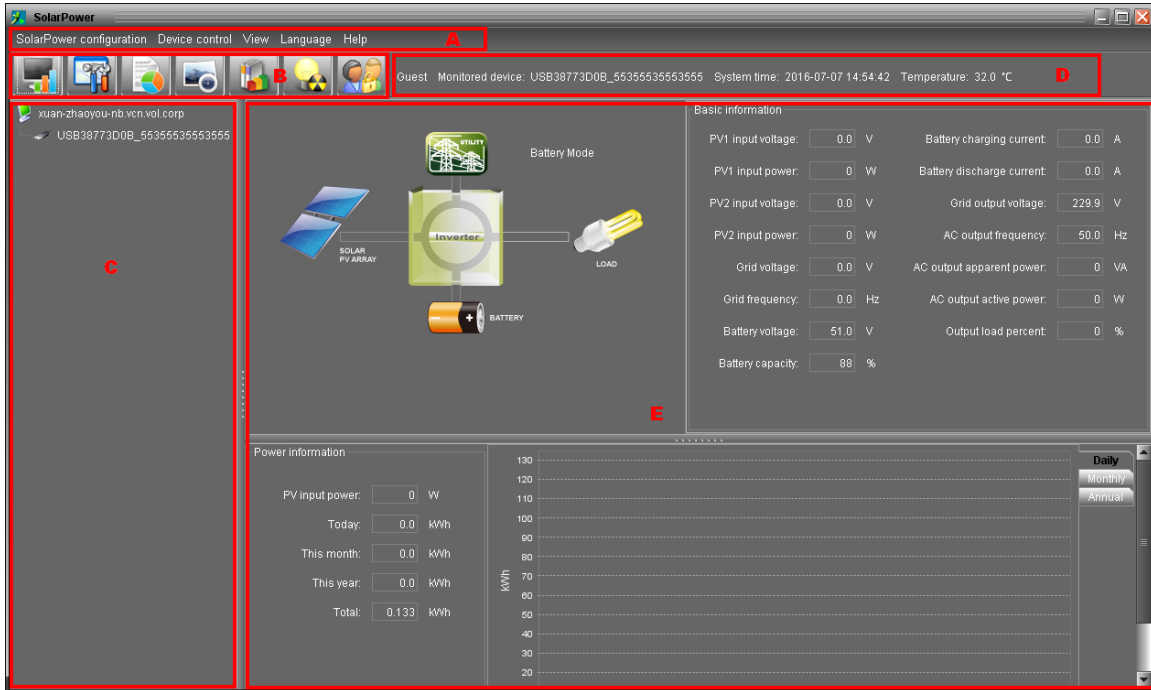 SolarPower
SolarPower configuration Device control View Language Help A
B
Guest Monitored device: USB38773D0B_55355535553555 System time: 2016-07-07 14:54:42 Temperature: 32.0 °C D
xuan-zhaoyou-nb.vcn.vol.corp
USB38773D0B_55355535553555
C
UTILITY
Battery Mode
SOLAR
PV ARRAY
Inverter
LOAD
BATTERY
E
Basic information
PV1 input voltage: 0.0 V Battery charging current: 0.0 A
PV1 input power: 0 W Battery discharge current: 0.0 A
PV2 input voltage: 0.0 V Grid output voltage: 229.9 V
PV2 input power: 0 W AC output frequency: 50.0 Hz
Grid voltage: 0.0 V AC output apparent power: 0 VA
Grid frequency: 0.0 Hz AC output active power: 0 W
Battery voltage: 51.0 V Output load percent: 0 %
Battery capacity: 88 %
Power information
PV input power: 0 W
Today: 0.0 kWh
This month: 0.0 kWh
This year: 0.0 kWh
Total: 0.133 kWh
kWh
130
120
110
100
90
80
70
60
50
40
30
20
Daily
Monthly
Annual